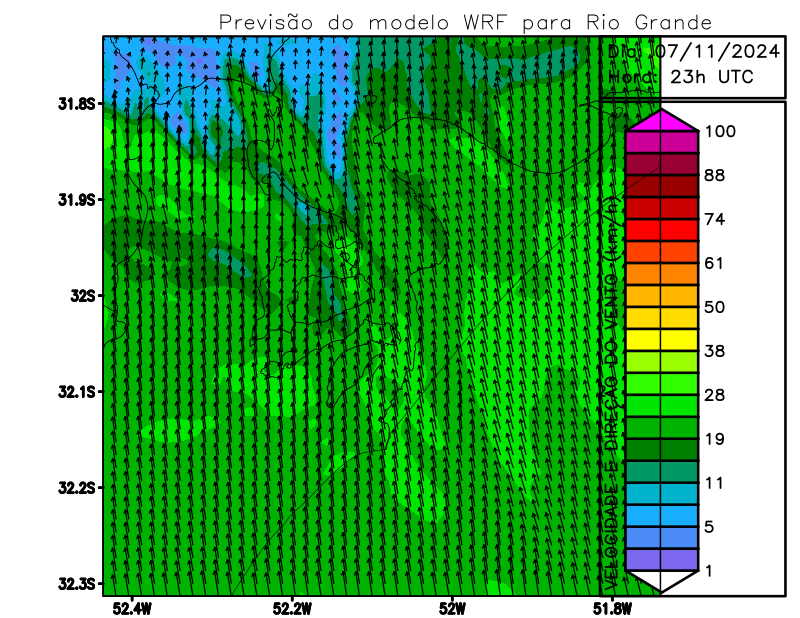 Previsão do modelo WRF para Rio Grande
Dia: 07/11/2024
Hora: 23h UTC
VELOCIDADE E DIREÇÃO DO VENTO (km/h)
100
88
74
61
50
38
28
19
11
5
1
31.8S
31.9S
32S
32.1S
32.2S
32.3S
52.4W
52.2W
52W
51.8W